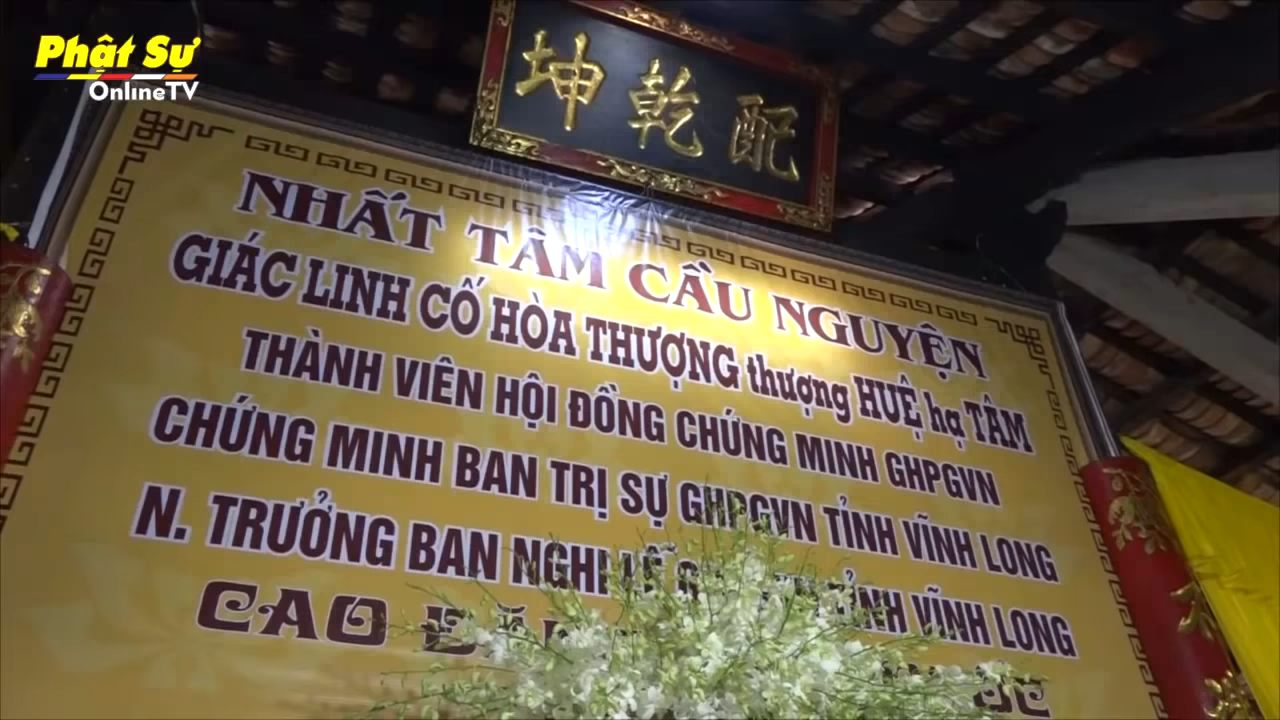 Phật Sự
OnlineTV
坤乾配
NHẤT TÂM CẦU NGUYỆN
GIÁC LINH CỐ HÒA THƯỢNG thượng HUỆ hạ TÂM
THÀNH VIÊN HỘI ĐỒNG CHỨNG MINH GHPGVN
CHỨNG MINH BAN TRỊ SỰ GHPGVN TỈNH VĨNH LONG
N. TRƯỞNG BAN NGHI LỄ TỈNH VĨNH LONG
CAO